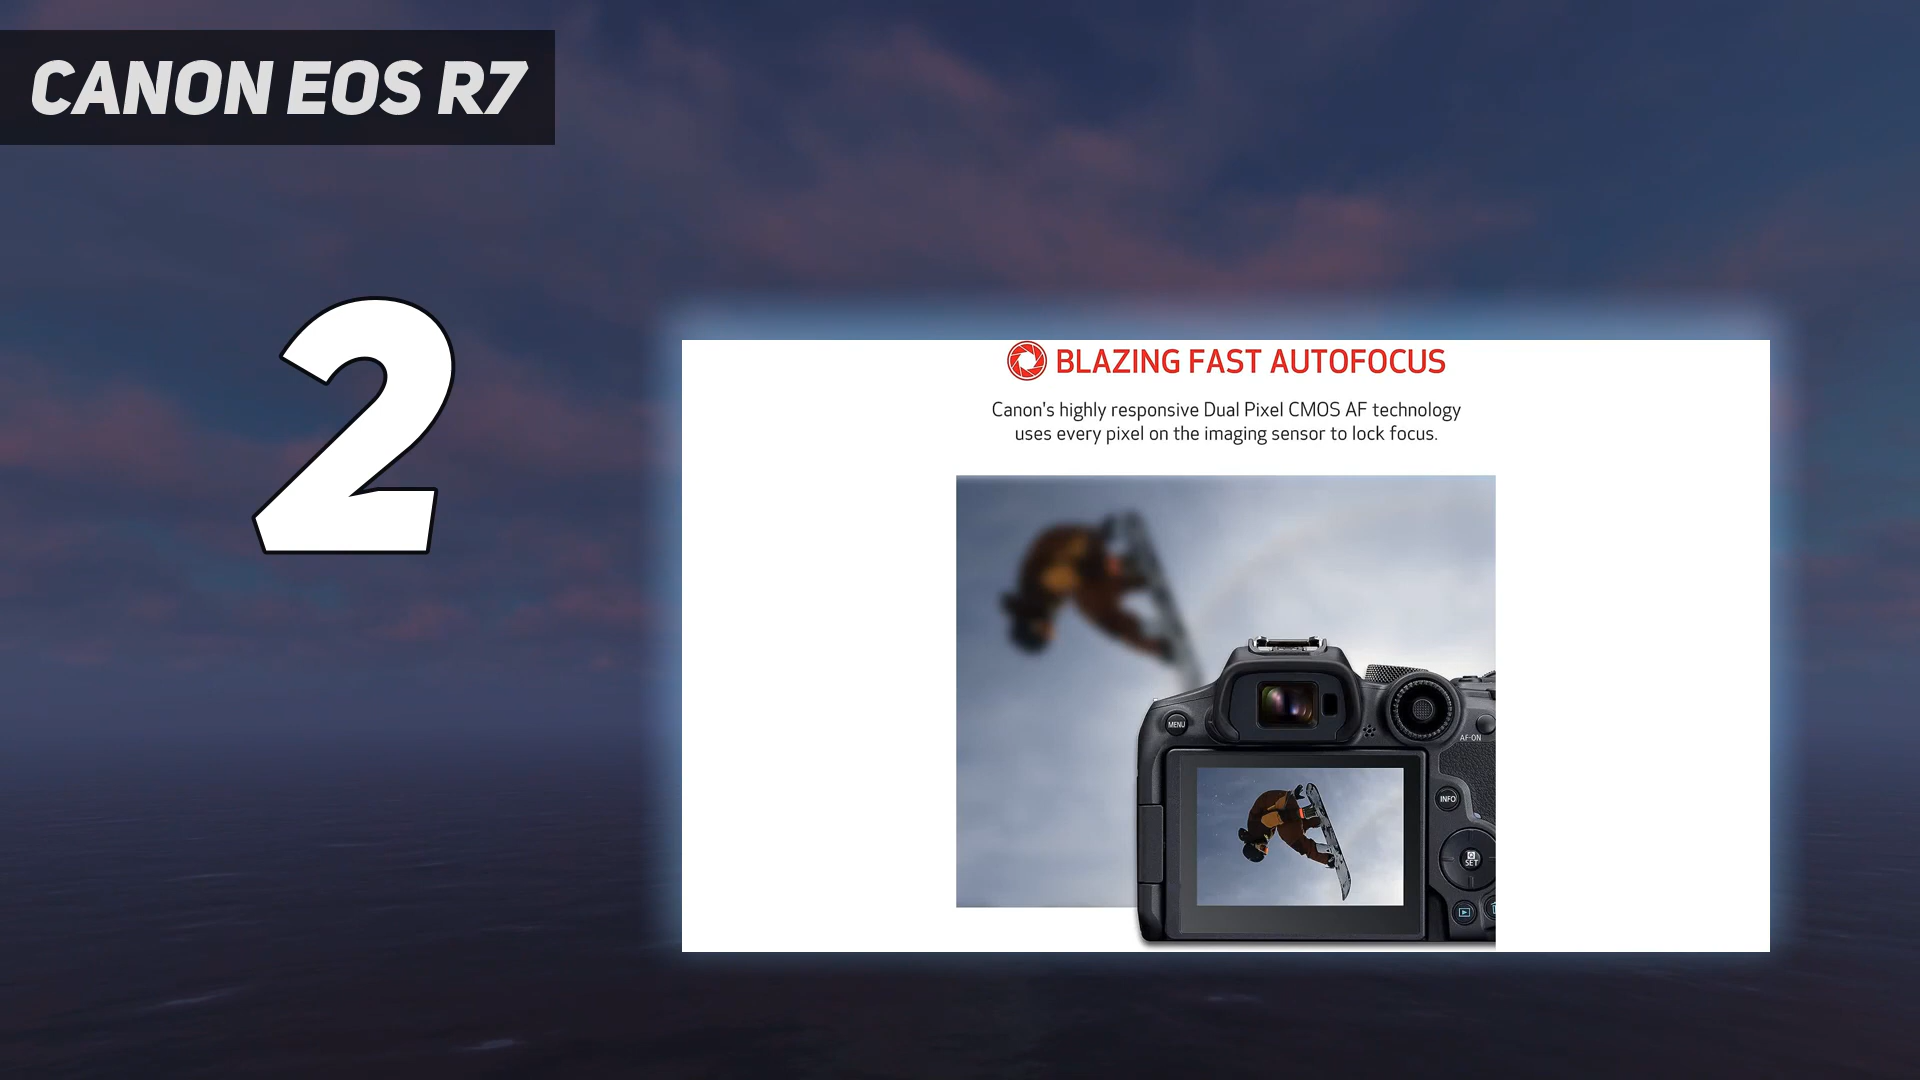 CANON EOS R7
2
BLAZING FAST AUTOFOCUS
Canon's highly responsive Dual Pixel CMOS AF technology
uses every pixel on the imaging sensor to lock focus.
MENU
AF-ON
INFO
Q
SET